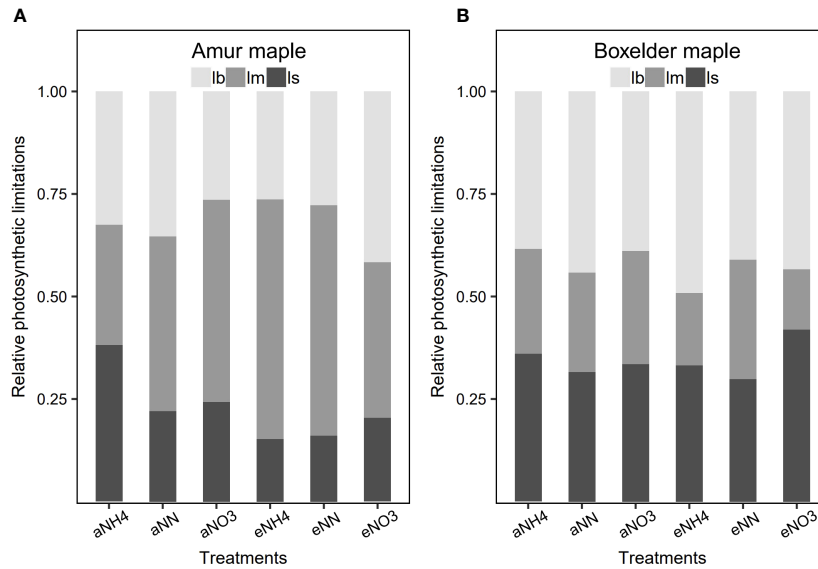 A
Amur maple
lb lm ls
Relative photosynthetic limitations
1.00
0.75
0.50
0.25
aNH4 aNN aNO3 eNH4 eNN eNO3
Treatments
B
Boxelder maple
lb lm ls
Relative photosynthetic limitations
1.00
0.75
0.50
0.25
aNH4 aNN aNO3 eNH4 eNN eNO3
Treatments